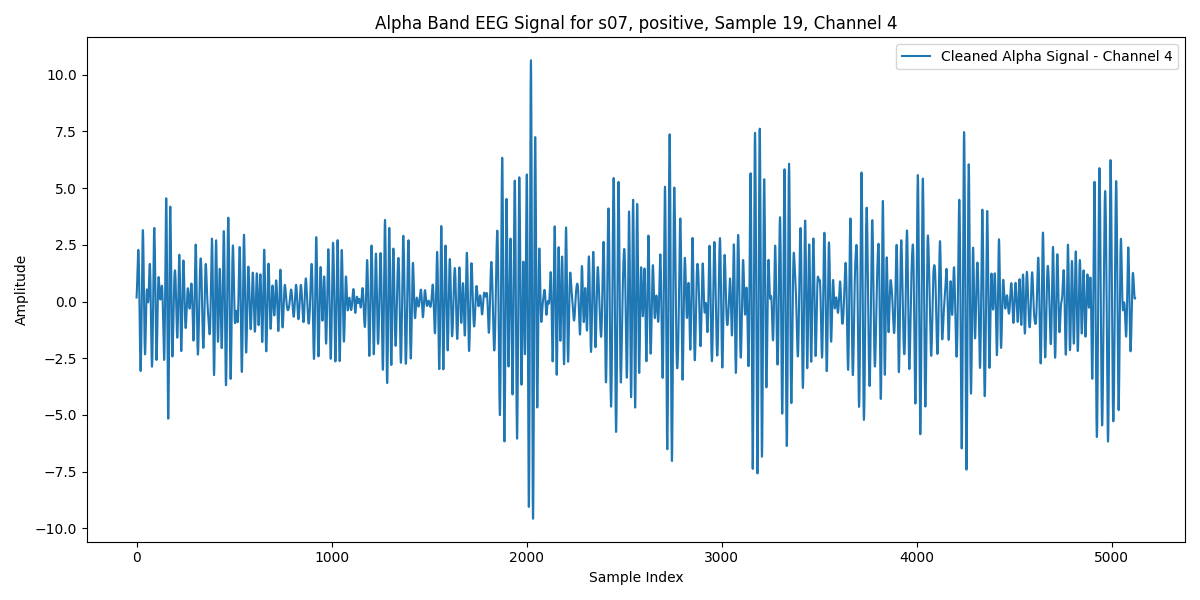 Alpha Band EEG Signal for s07, positive, Sample 19, Channel 4
Cleaned Alpha Signal - Channel 4
Amplitude
10.0
7.5
5.0
2.5
0.0
−2.5
−5.0
−7.5
−10.0
0 1000 2000 3000 4000 5000
Sample Index